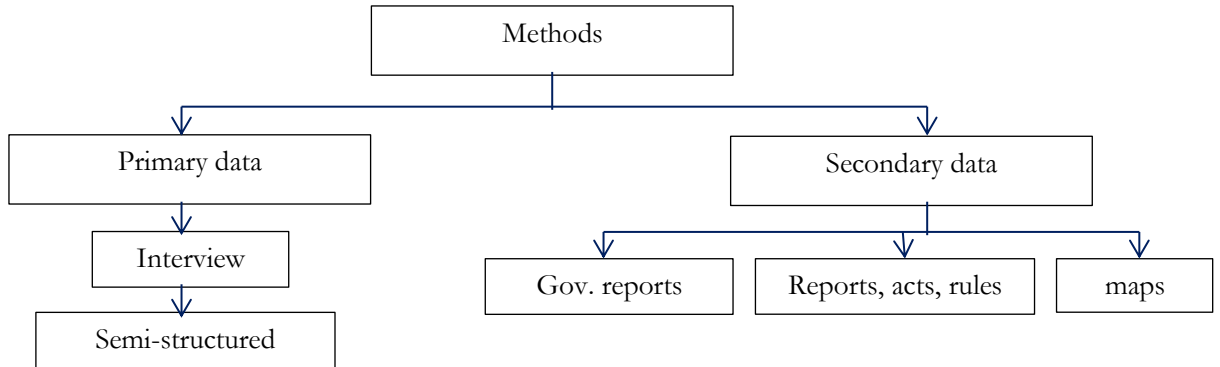 Methods
Primary data
Secondary data
Interview
Gov. reports
Reports, acts, rules
maps
Semi-structured